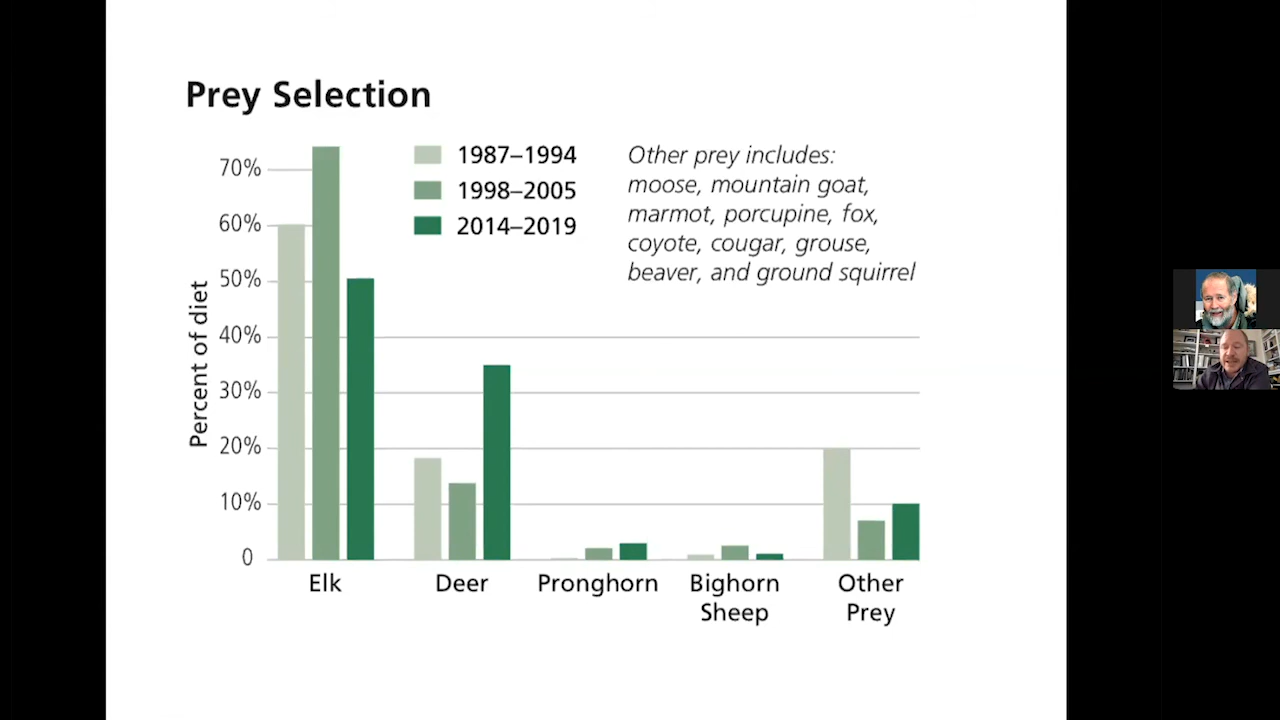 Prey Selection
70%
60%
50%
40%
30%
20%
10%
0
Percent of diet
1987–1994
1998–2005
2014–2019
Other prey includes:
moose, mountain goat,
marmot, porcupine, fox,
coyote, cougar, grouse,
beaver, and ground squirrel
Elk
Deer
Pronghorn
Bighorn
Sheep
Other
Prey